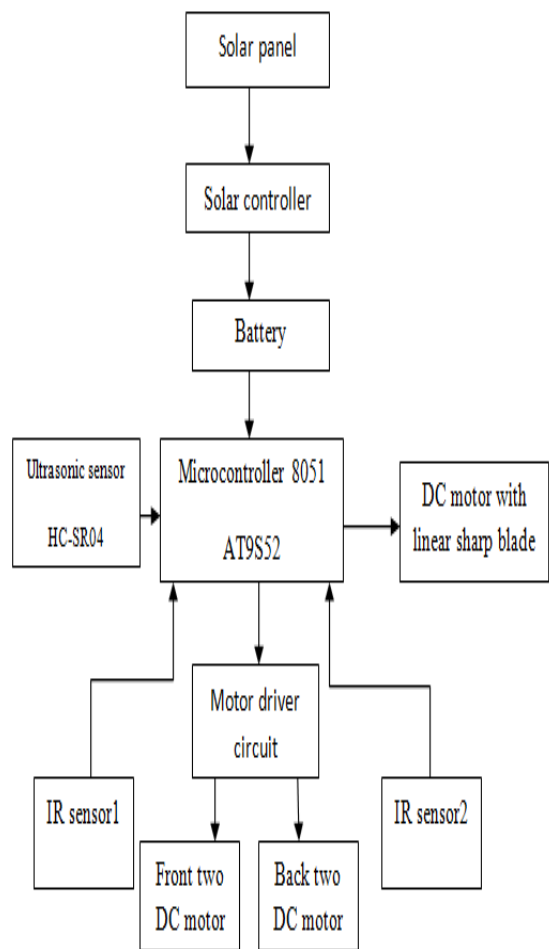 Solar panel
Solar controller
Battery
Ultrasonic sensor
HC-SR04
Microcontroller 8051
AT9S52
DC motor with
linear sharp blade
Motor driver
circuit
IR sensor1
IR sensor2
Front two
DC motor
Back two
DC motor